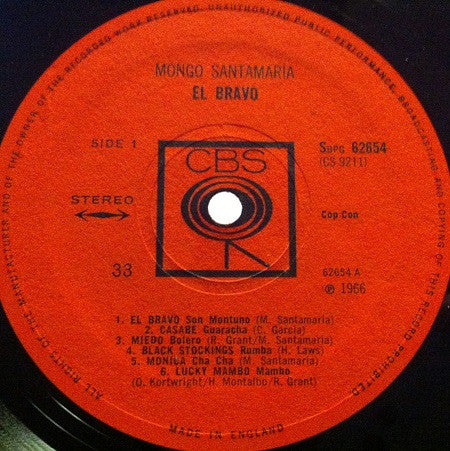 MONGO SANTAMARIA
EL BRAVO
SIDE 1
CBS
SBPG 62654
(CS 9211)
STEREO
Cop Con
33
62654 A
℗ 1966
1. EL BRAVO Son Montuno (M. Santamaria)
2. CASABE Guaracha (C. Garcia)
3. MIEDO Bolero (R. Grant/M. Santamaria)
4. BLACK STOCKINGS Rumba (H. Laws)
5. MONILA Cha Cha (M. Santamaria)
6. LUCKY MAMBO Mambo
(O. Kortwright/H. Montalbo/R. Grant)
ALL RIGHTS OF THE MANUFACTURER AND OF THE OWNER OF THE RECORDED WORK RESERVED. UNAUTHORIZED PUBLIC PERFORMANCE, BROADCASTING AND COPYING OF THIS RECORD PROHIBITED
MADE IN ENGLAND